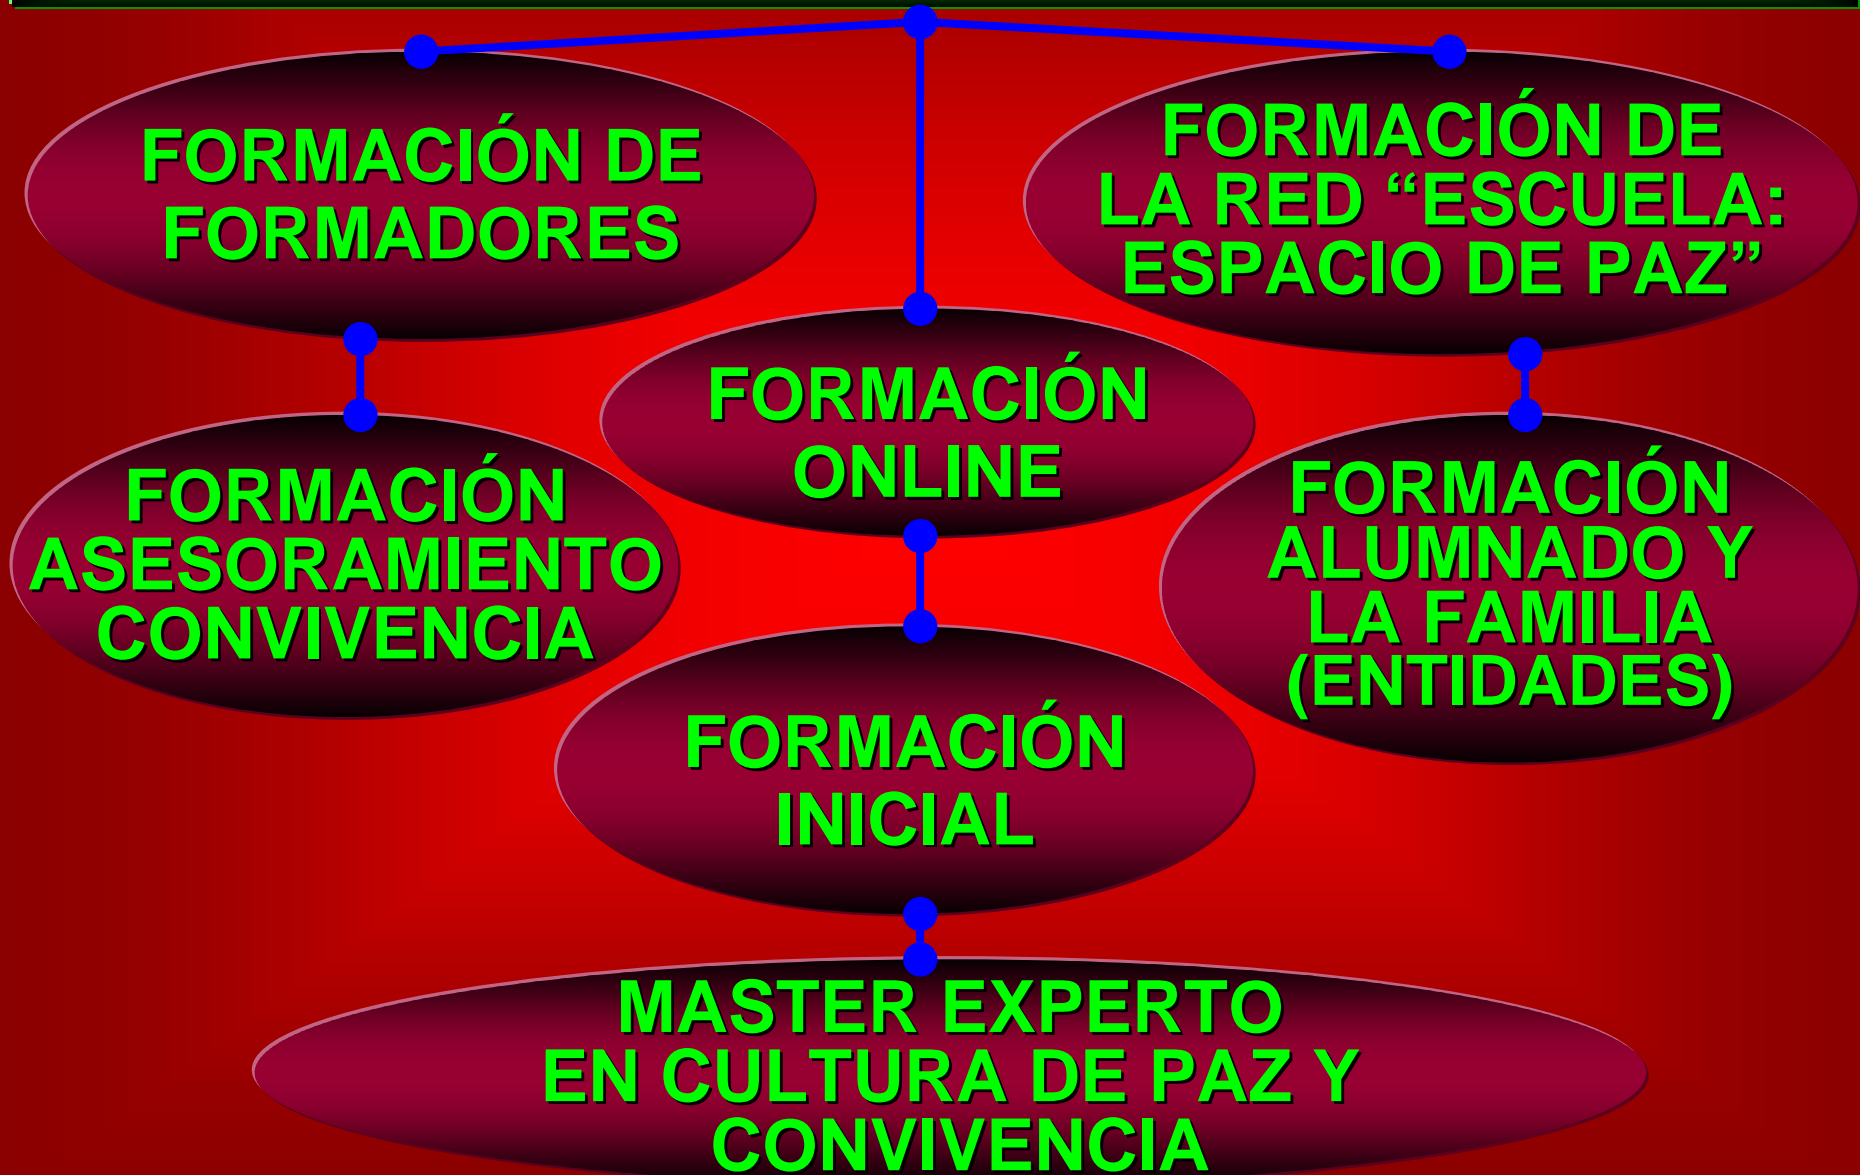 FORMACIÓN DE
FORMADORES
FORMACIÓN DE
LA RED “ESCUELA:
ESPACIO DE PAZ”
FORMACIÓN
ONLINE
FORMACIÓN
ASESORAMIENTO
CONVIVENCIA
FORMACIÓN
ALUMNADO Y
LA FAMILIA
(ENTIDADES)
FORMACIÓN
INICIAL
MASTER EXPERTO
EN CULTURA DE PAZ Y
CONVIVENCIA